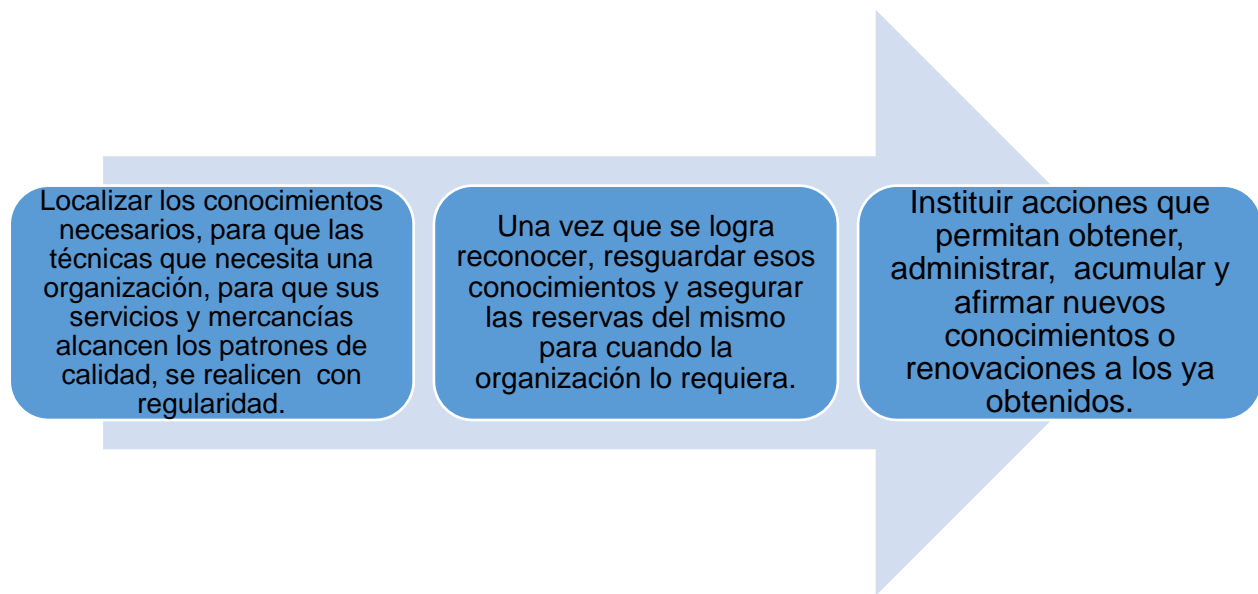 Localizar los conocimientos
necesarios, para que las
técnicas que necesita una
organización, para que sus
servicios y mercancías
alcancen los patrones de
calidad, se realicen  con
regularidad.
Una vez que se logra
reconocer, resguardar esos
conocimientos y asegurar
las reservas del mismo
para cuando la
organización lo requiera.
Instituir acciones que
permitan obtener,
administrar,  acumular y
afirmar nuevos
conocimientos o
renovaciones a los ya
obtenidos.